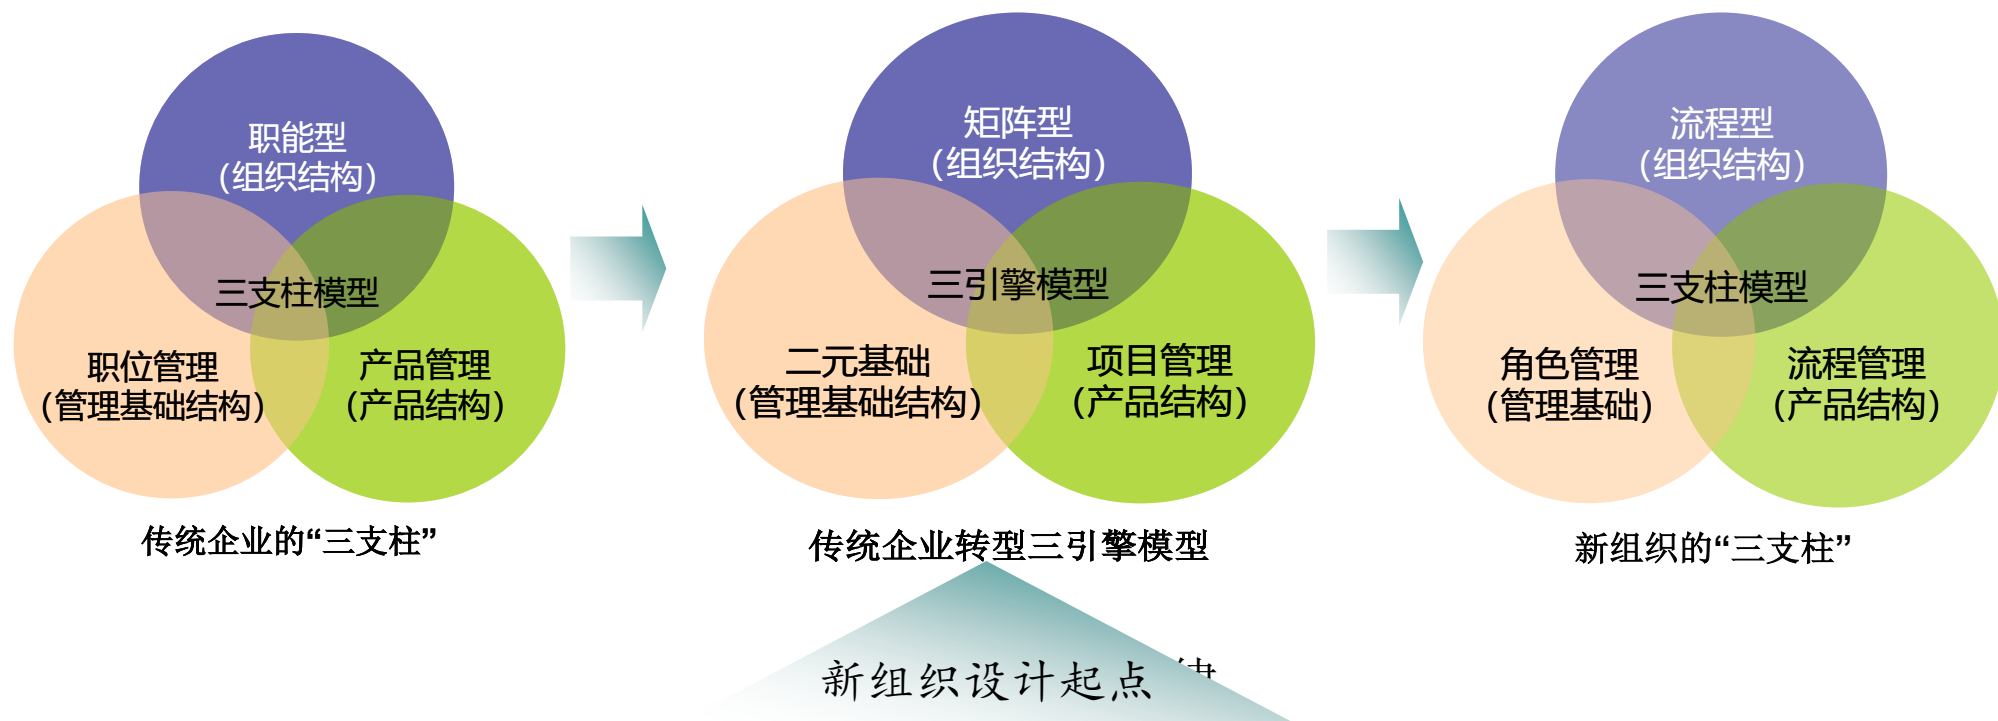 职能型
（组织结构）
三支柱模型
职位管理
（管理基础结构）
产品管理
（产品结构）
传统企业的“三支柱”
矩阵型
（组织结构）
三引擎模型
二元基础
（管理基础结构）
项目管理
（产品结构）
传统企业转型三引擎模型
流程型
（组织结构）
三支柱模型
角色管理
（管理基础）
流程管理
（产品结构）
新组织的“三支柱”
新组织设计起点